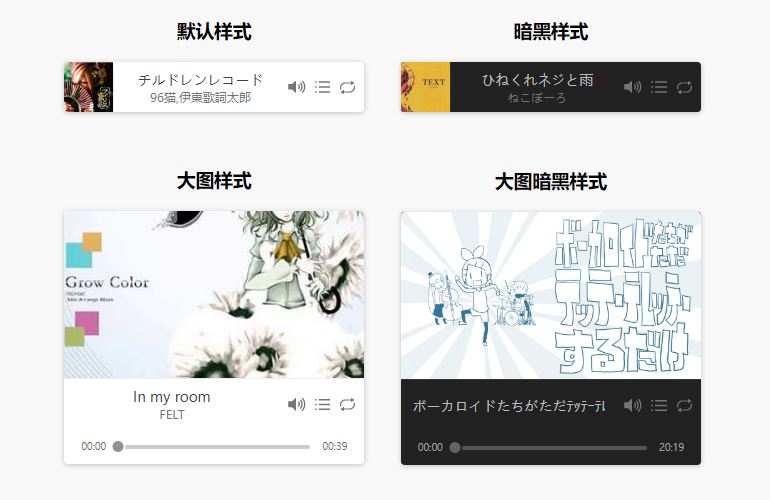 默认样式
暗黑样式
チルドレンレコード
96猫,伊東歌詞太郎
TEXT
ひねくれネジと雨
ねこぼーろ
大图样式
大图暗黑样式
Grow Color
ボーカロイドたちが
ただ
テッテーテレッテー
するだけ
In my room
FELT
00:00
00:39
ボーカロイドたちがただﾃｯﾃｰﾃﾚ
00:00
20:19